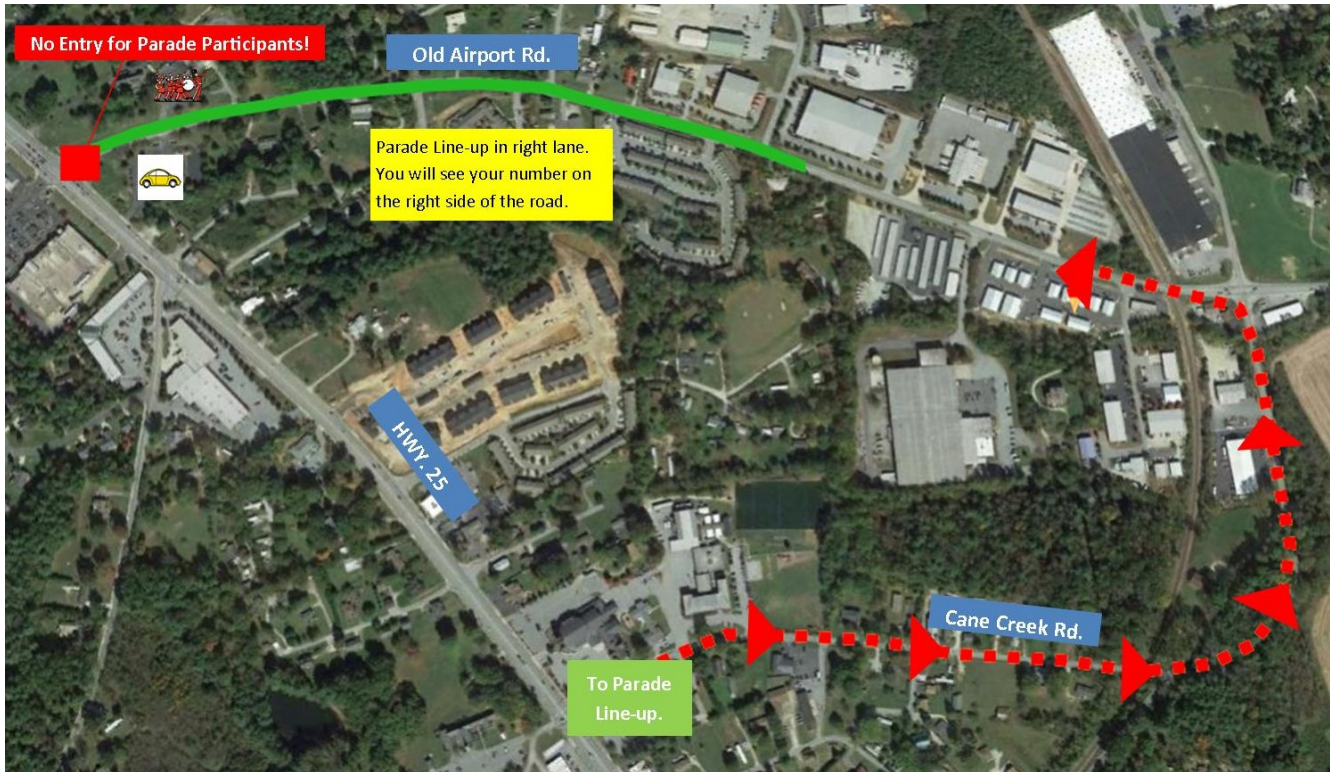 No Entry for Parade Participants!
Old Airport Rd.
Parade Line-up in right lane.
You will see your number on
the right side of the road.
HWY. 25
Cane Creek Rd.
To Parade
Line-up.